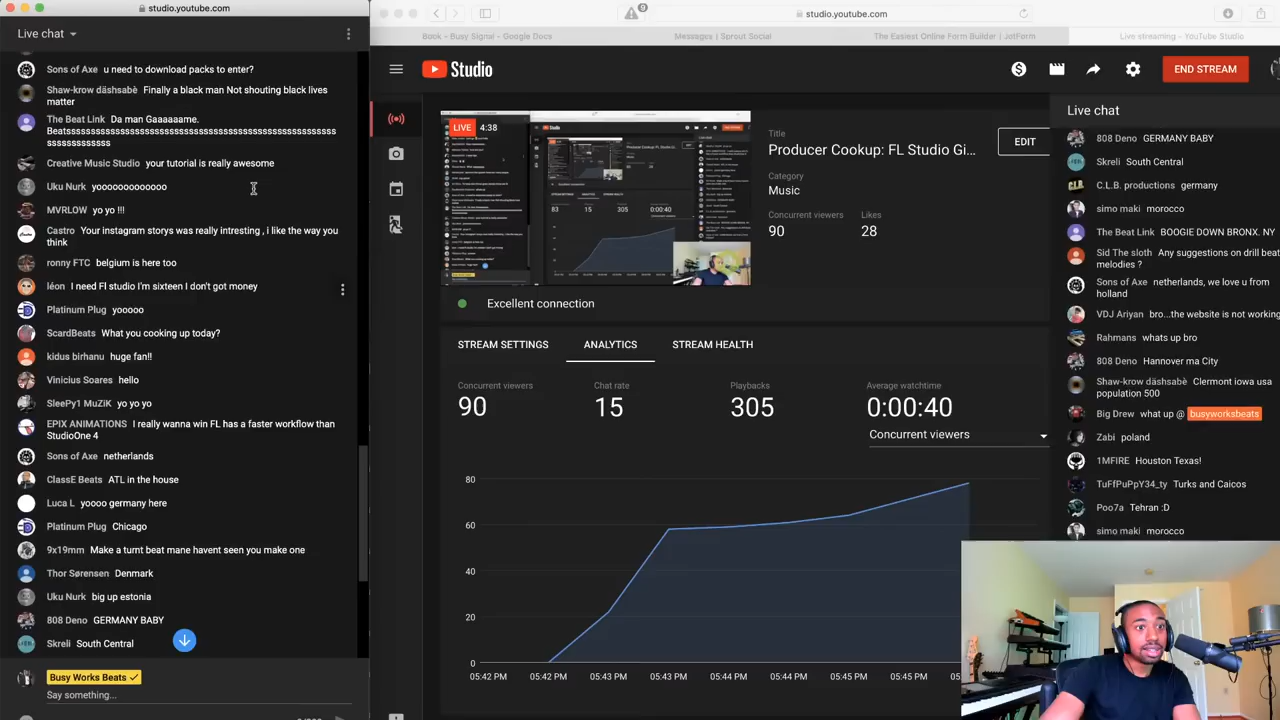 studio.youtube.com
Live chat
Sons of Axe u need to download packs to enter?
Shaw-krow däshsabè Finally a black man Not shouting black lives
matter
The Beat Link Da man Gaaaaame.
Beatssssssssssssssssssssssssssssssssssssssssssssssssssssssss
sssssssssssss
Creative Music Studio your tutorial is really awesome
Uku Nurk yooooooooooooo
MVRLOW yo yo !!!
Castro Your instagram storys was really intresting , i like the way you
think
ronny FTC belgium is here too
léon I need Fl studio I'm sixteen I don't got money
Platinum Plug yooooo
ScardBeats What you cooking up today?
kidus birhanu huge fan!!
Vinicius Soares hello
SleePy1 MuZiK yo yo yo
EPIX ANIMATIONS I really wanna win FL has a faster workflow than
StudioOne 4
Sons of Axe netherlands
ClassE Beats ATL in the house
Luca L yoooo germany here
Platinum Plug Chicago
9x19mm Make a turnt beat mane havent seen you make one
Thor Sørensen Denmark
Uku Nurk big up estonia
808 Deno GERMANY BABY
Skreli South Central
Busy Works Beats
Say something...
9
studio.youtube.com
Book - Busy Signal - Google Docs
Messages | Sprout Social
The Easiest Online Form Builder | JotForm
Live streaming - YouTube Studio
Studio
END STREAM
LIVE 4:38
Title
Producer Cookup: FL Studio Gi...
EDIT
Category
Music
Concurrent viewers
Likes
90
28
Excellent connection
STREAM SETTINGS
ANALYTICS
STREAM HEALTH
Concurrent viewers
Chat rate
Playbacks
Average watchtime
90
15
305
0:00:40
Concurrent viewers
80
60
40
20
0
05:42 PM
05:42 PM
05:43 PM
05:43 PM
05:44 PM
05:44 PM
05:45 PM
05:45 PM
Live chat
808 Deno GERMANY BABY
Skreli South Central
C.L.B. productions germany
simo maki morocco
The Beat Link BOOGIE DOWN BRONX. NY
Sid The sloth Any suggestions on drill beat
melodies ?
Sons of Axe netherlands, we love u from
holland
VDJ Ariyan bro...the website is not working
Rahmans whats up bro
808 Deno Hannover ma City
Shaw-krow däshsabè Clermont iowa usa
population 500
Big Drew what up @ busyworksbeats
Zabi poland
1MFIRE Houston Texas!
TuFfPuPpY34_ty Turks and Caicos
Poo7a Tehran :D
simo maki morocco